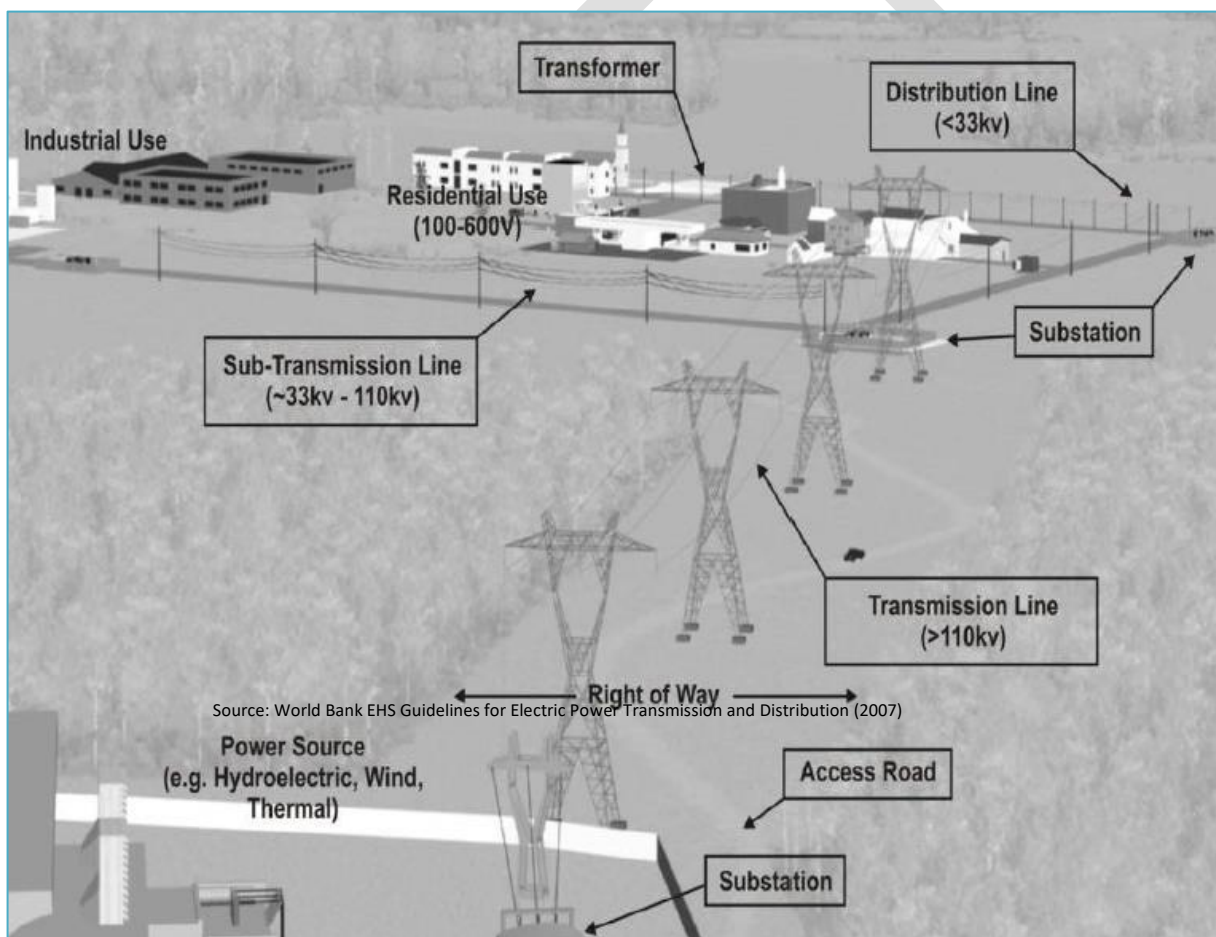 Transformer
Distribution Line
(<33kv)
Industrial Use
Residential Use
(100-600V)
Substation
Sub-Transmission Line
(~33kv - 110kv)
Transmission Line
(>110kv)
Right of Way
Source: World Bank EHS Guidelines for Electric Power Transmission and Distribution (2007)
Power Source
(e.g. Hydroelectric, Wind,
Thermal)
Access Road
Substation